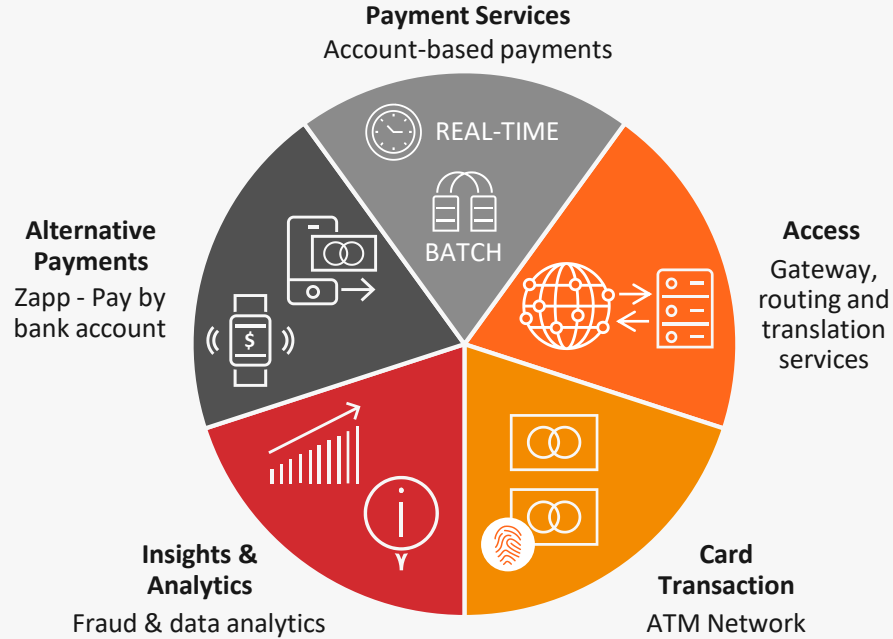 Payment Services
Account-based payments
REAL-TIME
BATCH
Alternative
Payments
Zapp - Pay by
bank account
$
Access
Gateway,
routing and
translation
services
Insights &
Analytics
Fraud & data analytics
i
Card
Transaction
ATM Network